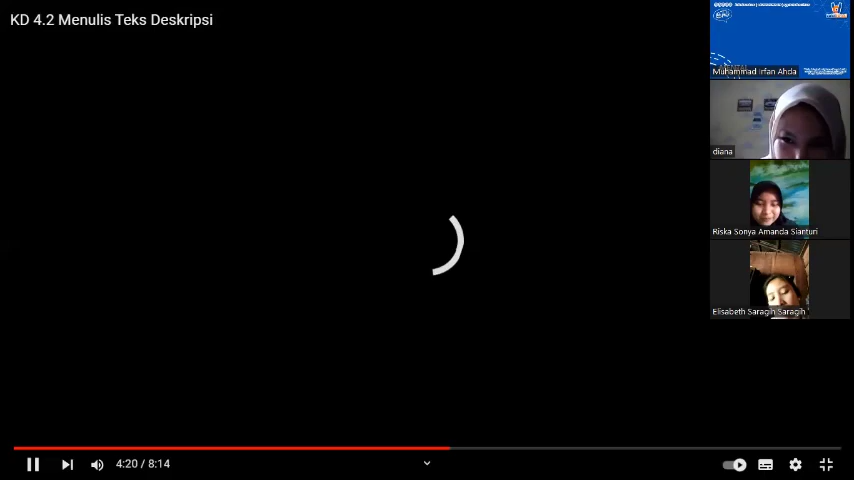 KD 4.2 Menulis Teks Deskripsi
Muhammad Irfan Ahda
diana
Riska Sonya Amanda Sianturi
Elisabeth Saragih Saragih
4:20 / 8:14